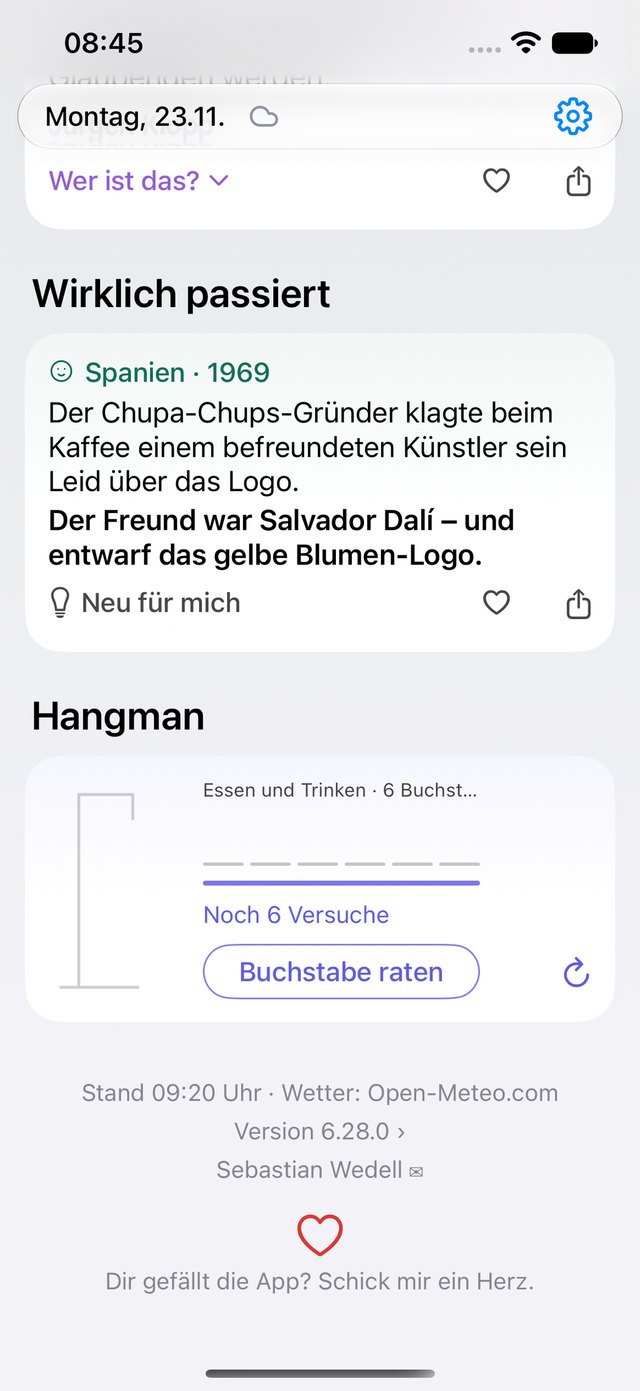 08:45
Montag, 23.11.
Wer ist das?
Wirklich passiert
Spanien · 1969
Der Chupa-Chups-Gründer klagte beim
Kaffee einem befreundeten Künstler sein
Leid über das Logo.
Der Freund war Salvador Dalí – und
entwarf das gelbe Blumen-Logo.
Neu für mich
Hangman
Essen und Trinken · 6 Buchst...
Noch 6 Versuche
Buchstabe raten
Stand 09:20 Uhr · Wetter: Open-Meteo.com
Version 6.28.0 ›
Sebastian Wedell ✉
Dir gefällt die App? Schick mir ein Herz.